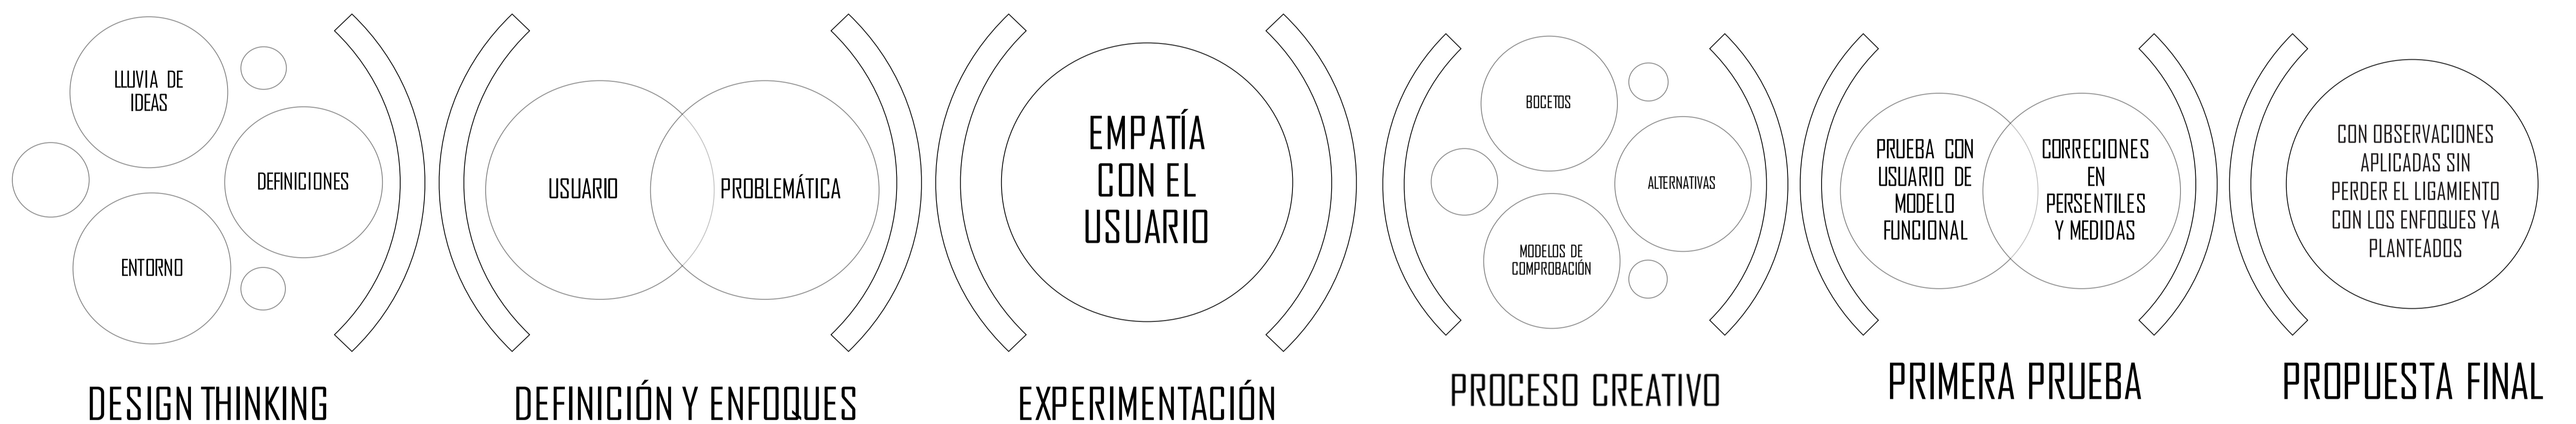 LLUVIA DE
IDEAS
DEFINICIONES
ENTORNO
DESIGN THINKING
USUARIO
PROBLEMÁTICA
DEFINICIÓN Y ENFOQUES
EMPATÍA
CON EL
USUARIO
EXPERIMENTACIÓN
BOCETOS
ALTERNATIVAS
MODELOS DE
COMPROBACIÓN
PROCESO CREATIVO
PRUEBA CON
USUARIO DE
MODELO
FUNCIONAL
CORRECIONES
EN
PERSENTILES
Y MEDIDAS
PRIMERA PRUEBA
CON OBSERVACIONES
APLICADAS SIN
PERDER EL LIGAMIENTO
CON LOS ENFOQUES YA
PLANTEADOS
PROPUESTA FINAL